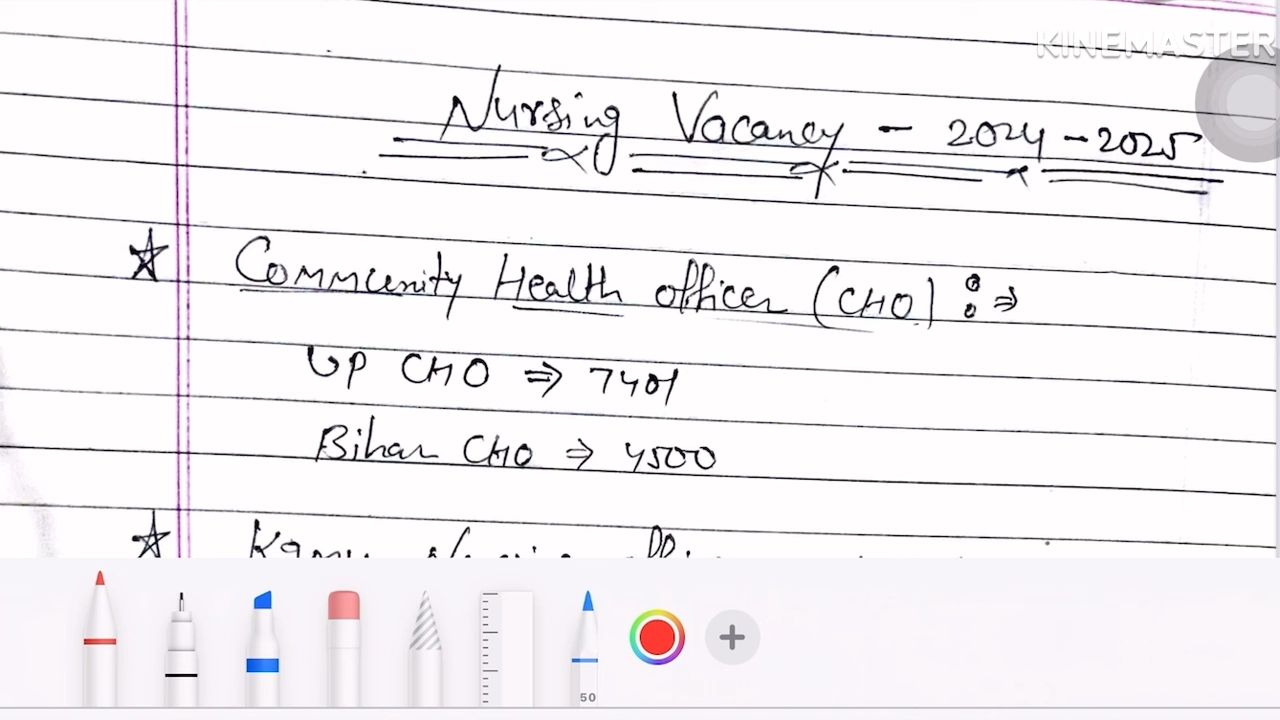 KINEMASTER
Nursing Vacancy - 2024-2025
☆ Community Health officer (CHO) :⇒
UP CHO ⇒ 7401
Bihar CHO ⇒ 4500
☆
50